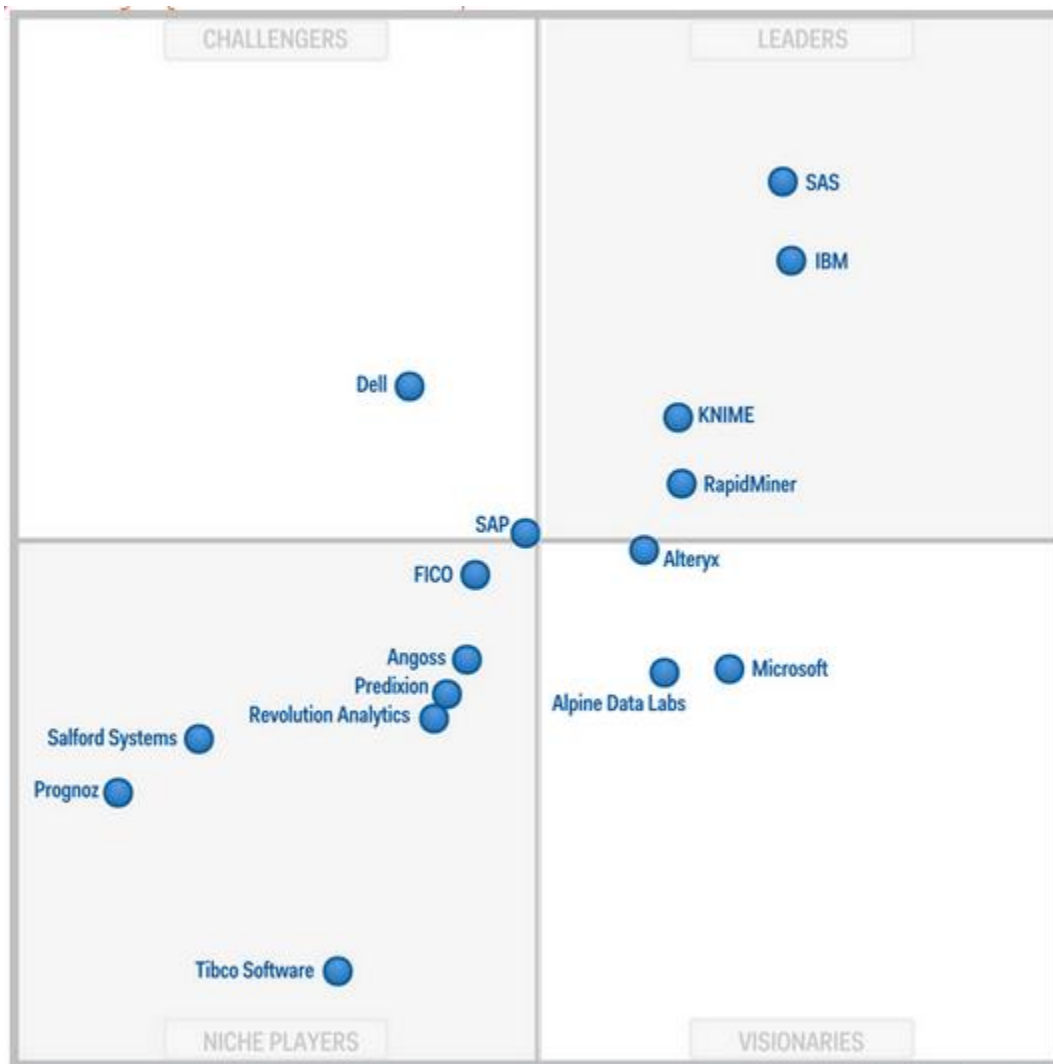 CHALLENGERS
LEADERS
SAS
IBM
Dell
KNIME
RapidMiner
SAP
Alteryx
FICO
Angoss
Microsoft
Predixion
Alpine Data Labs
Revolution Analytics
Salford Systems
Prognoz
Tibco Software
NICHE PLAYERS
VISIONARIES